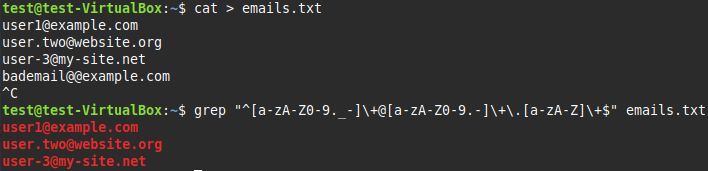 test@test-VirtualBox:~$ cat > emails.txt
user1@example.com
user.two@website.org
user-3@my-site.net
bademail@@example.com
^C
test@test-VirtualBox:~$ grep "^[a-zA-Z0-9._-]\+@[a-zA-Z0-9.-]\+\.[a-zA-Z]\+$" emails.txt
user1@example.com
user.two@website.org
user-3@my-site.net